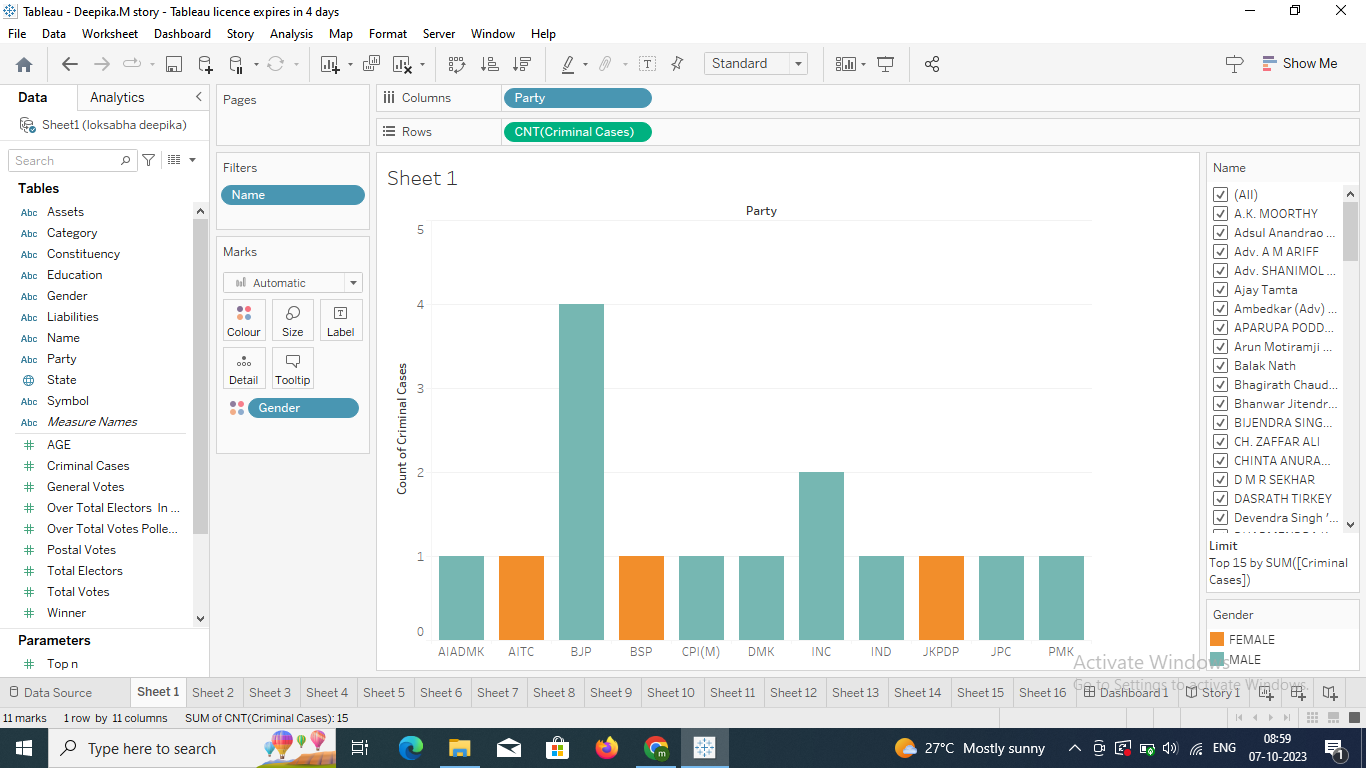 Tableau - Deepika.M story - Tableau licence expires in 4 days
File Data Worksheet Dashboard Story Analysis Map Format Server Window Help
Standard
Show Me
Data Analytics
Sheet1 (loksabha deepika)
Search
Tables
Abc Assets
Abc Category
Abc Constituency
Abc Education
Abc Gender
Abc Liabilities
Abc Name
Abc Party
State
Abc Symbol
Abc Measure Names
# AGE
# Criminal Cases
# General Votes
# Over Total Electors In ...
# Over Total Votes Polle...
# Postal Votes
# Total Electors
# Total Votes
# Winner
Parameters
# Top n
Pages
Filters
Name
Marks
Automatic
Colour Size Label
Detail Tooltip
Gender
Columns Party
Rows CNT(Criminal Cases)
Sheet 1
Party
Count of Criminal Cases
5
4
3
2
1
0
AIADMK AITC BJP BSP CPI(M) DMK INC IND JKPDP JPC PMK
Name
(All)
A.K. MOORTHY
Adsul Anandrao ...
Adv. A M ARIFF
Adv. SHANIMOL ...
Ajay Tamta
Ambedkar (Adv) ...
APARUPA PODD...
Arun Motiramji ...
Balak Nath
Bhagirath Chaud...
Bhanwar Jitendr...
BIJENDRA SING...
CH. ZAFFAR ALI
CHINTA ANURA...
D M R SEKHAR
DASRATH TIRKEY
Devendra Singh '...
Limit
Top 15 by SUM([Criminal
Cases])
Gender
FEMALE
MALE
Activate Windows
Go to Settings to activate Windows.
Data Source Sheet 1 Sheet 2 Sheet 3 Sheet 4 Sheet 5 Sheet 6 Sheet 7 Sheet 8 Sheet 9 Sheet 10 Sheet 11 Sheet 12 Sheet 13 Sheet 14 Sheet 15 Sheet 16 Dashboard 1 Story 1
11 marks 1 row by 11 columns SUM of CNT(Criminal Cases): 15
Type here to search
27°C Mostly sunny
ENG
08:59
07-10-2023
1